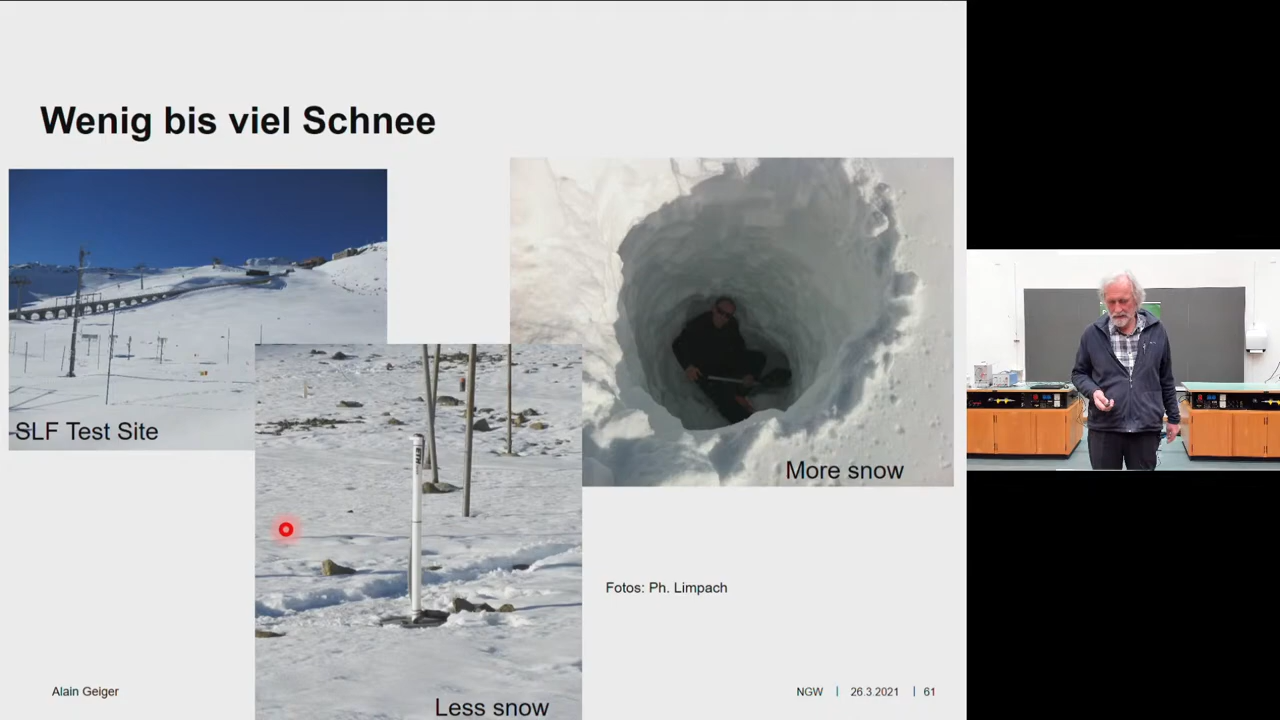 Wenig bis viel Schnee
SLF Test Site
More snow
ETH
Less snow
Fotos: Ph. Limpach
Alain Geiger
NGW | 26.3.2021 | 61